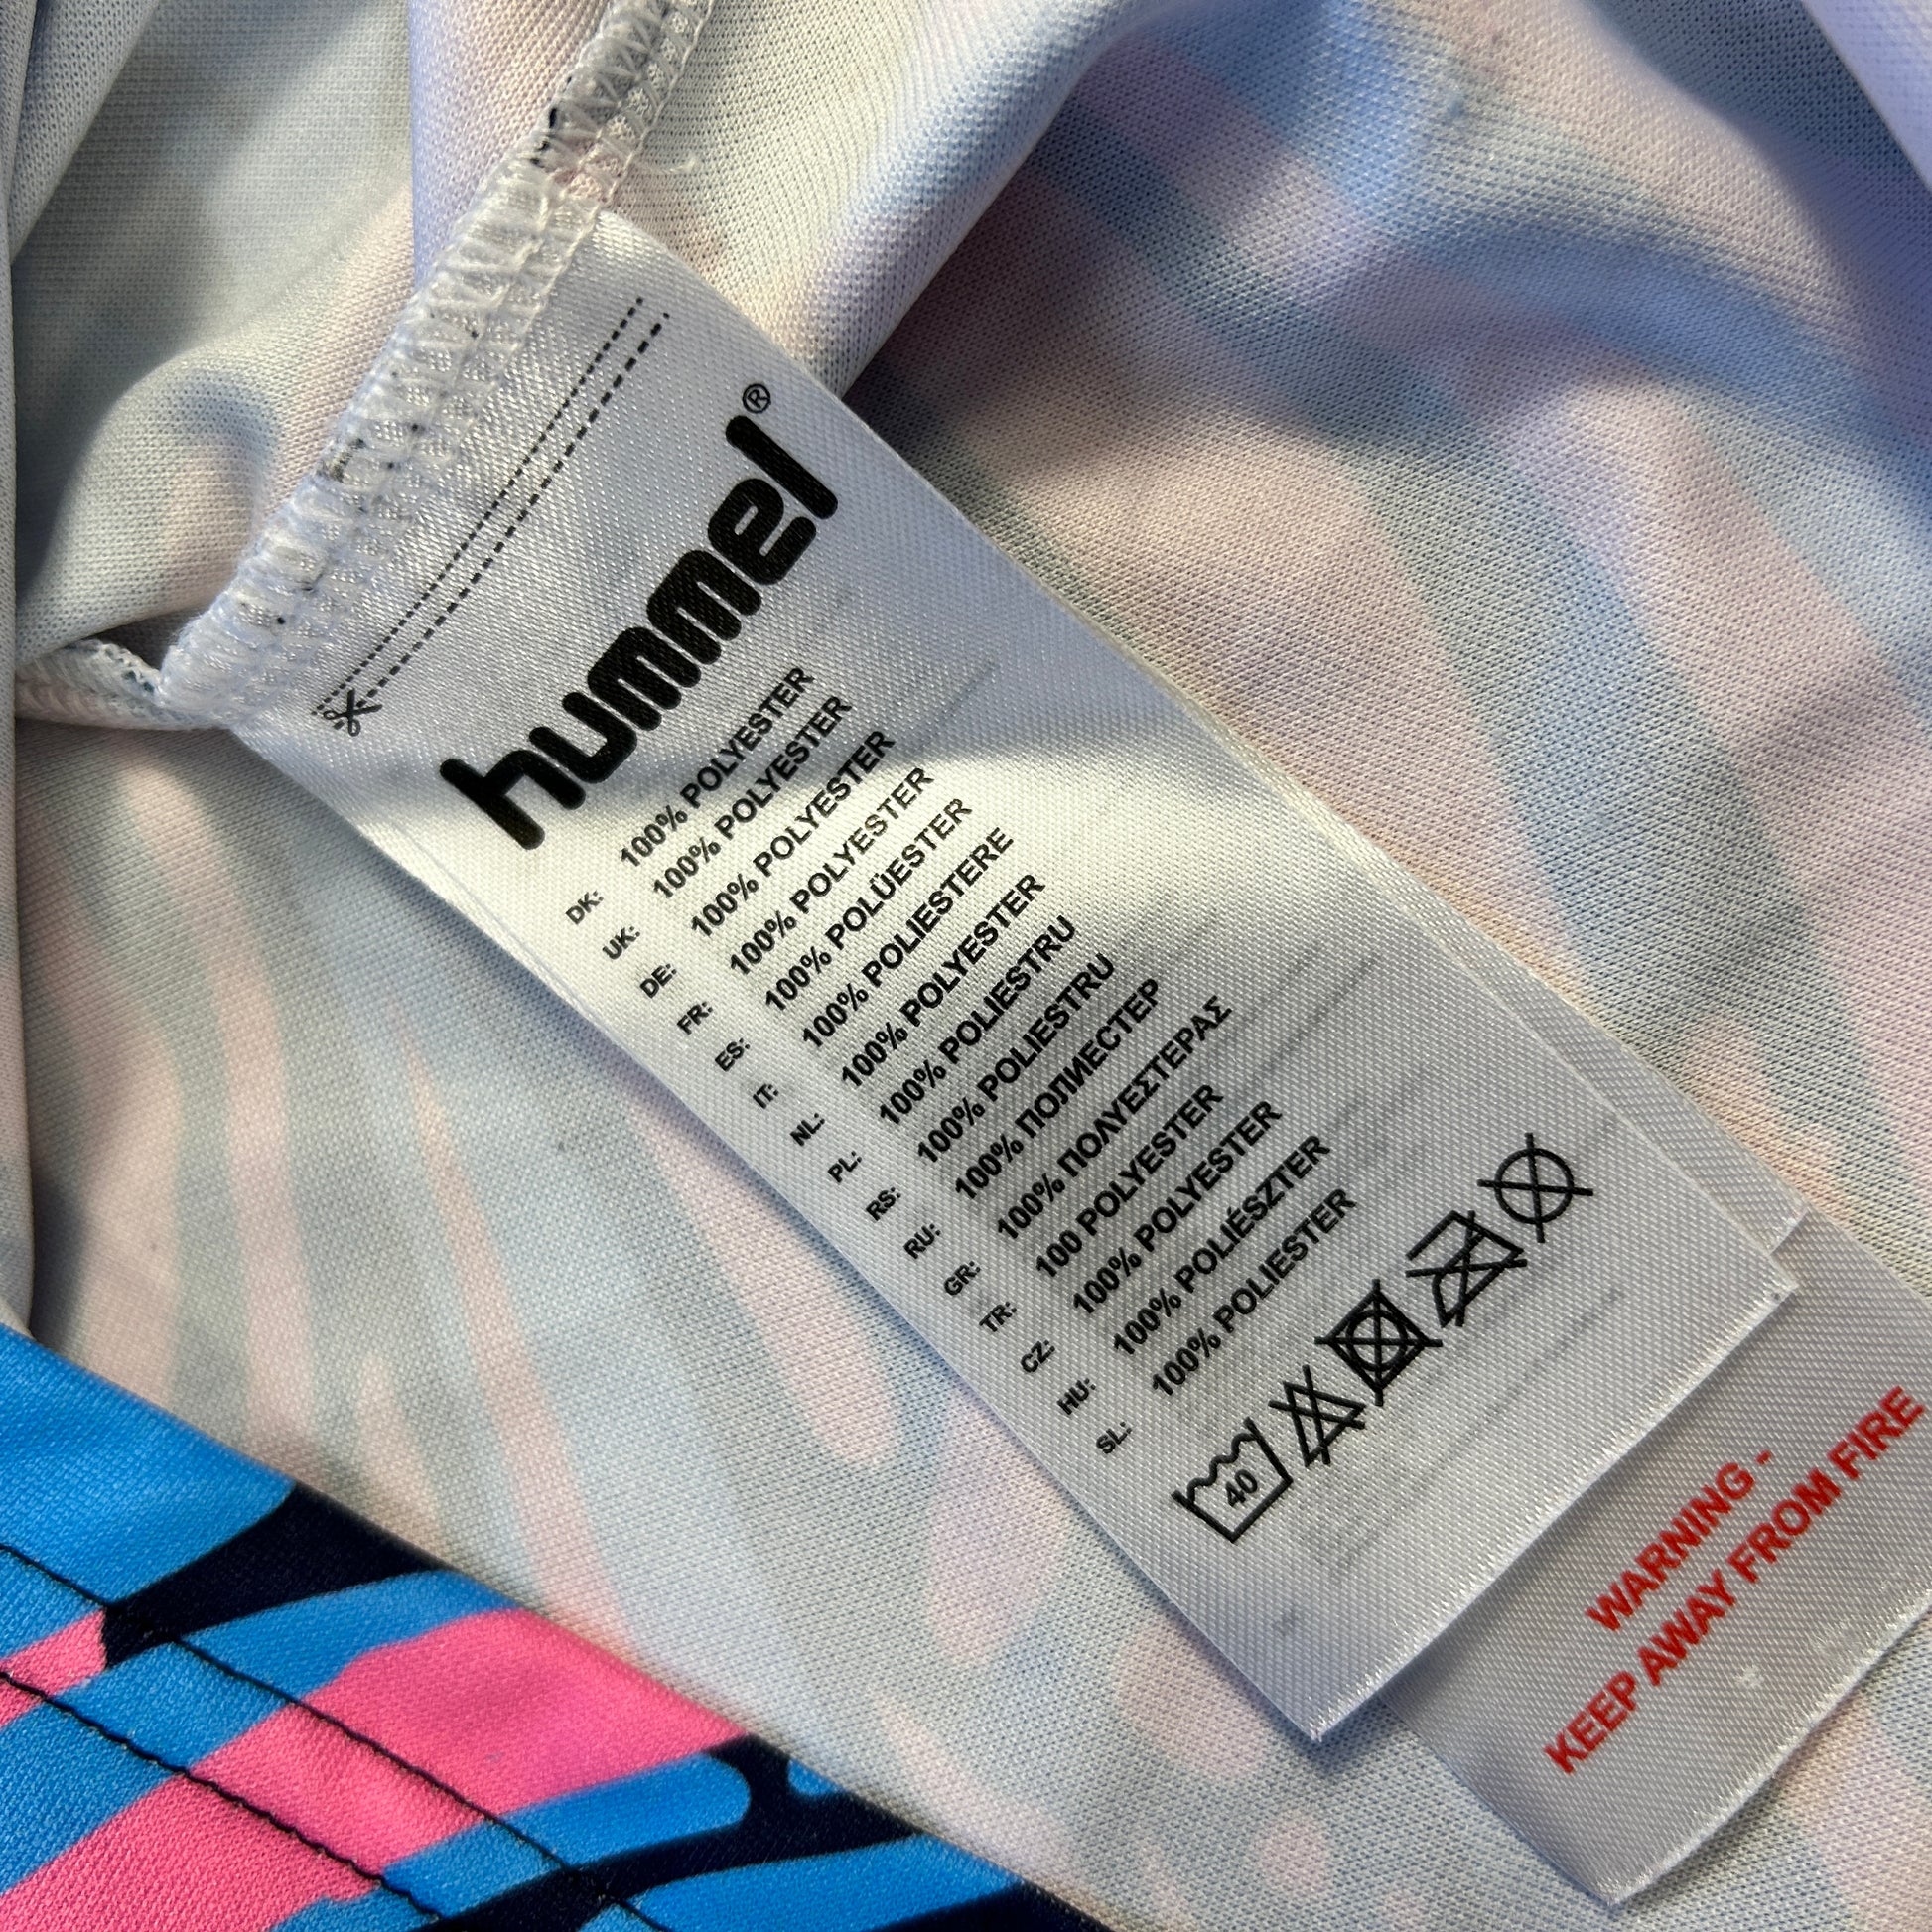 hummel®
DK: 100% POLYESTER
UK: 100% POLYESTER
DE: 100% POLYESTER
FR: 100% POLYESTER
ES: 100% POLÜESTER
IT: 100% POLIESTERE
NL: 100% POLYESTER
PL: 100% POLIESTRU
RS: 100% POLIESTRU
RU: 100% ПОЛИЕСТЕР
GR: 100% ΠΟΛΥΕΣΤΕΡΑΣ
TR: 100 POLYESTER
CZ: 100% POLYESTER
HU: 100% POLIÉSZTER
SL: 100% POLIESTER
40
WARNING -
KEEP AWAY FROM FIRE